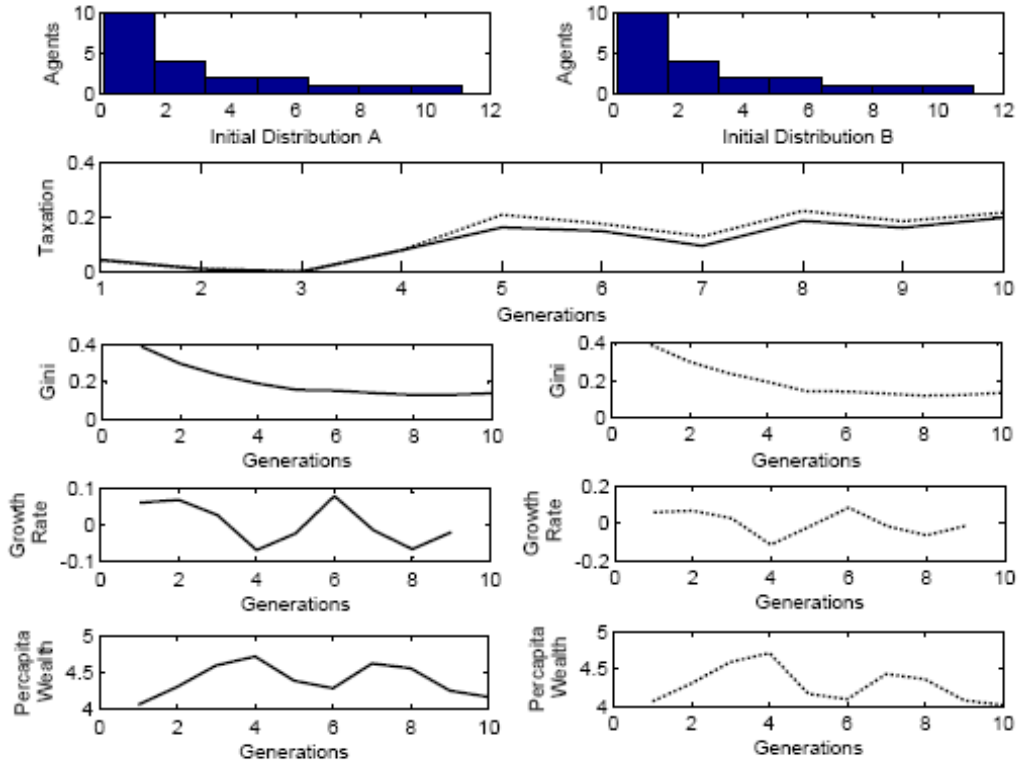 10
5
0
Agents
0 2 4 6 8 10 12
Initial Distribution A
10
5
0
Agents
0 2 4 6 8 10 12
Initial Distribution B
0.4
0.2
0
Taxation
1 2 3 4 5 6 7 8 9 10
Generations
0.4
0.2
0
Gini
0 2 4 6 8 10
Generations
0.4
0.2
0
Gini
0 2 4 6 8 10
Generations
0.1
0
-0.1
Growth
Rate
0 2 4 6 8 10
Generations
0.2
0
-0.2
Growth
Rate
0 2 4 6 8 10
Generations
5
4.5
4
Percapita
Wealth
0 2 4 6 8 10
Generations
5
4.5
4
Percapita
Wealth
0 2 4 6 8 10
Generations